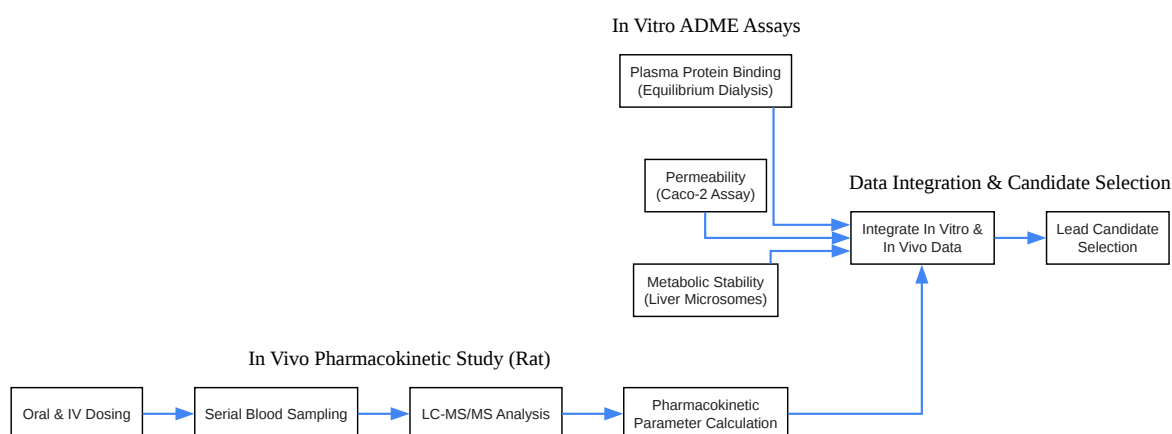 In Vitro ADME Assays
Plasma Protein Binding
(Equilibrium Dialysis)
Permeability
(Caco-2 Assay)
Metabolic Stability
(Liver Microsomes)
Data Integration & Candidate Selection
Integrate In Vitro &
In Vivo Data
Lead Candidate
Selection
In Vivo Pharmacokinetic Study (Rat)
Oral & IV Dosing
Serial Blood Sampling
LC-MS/MS Analysis
Pharmacokinetic
Parameter Calculation